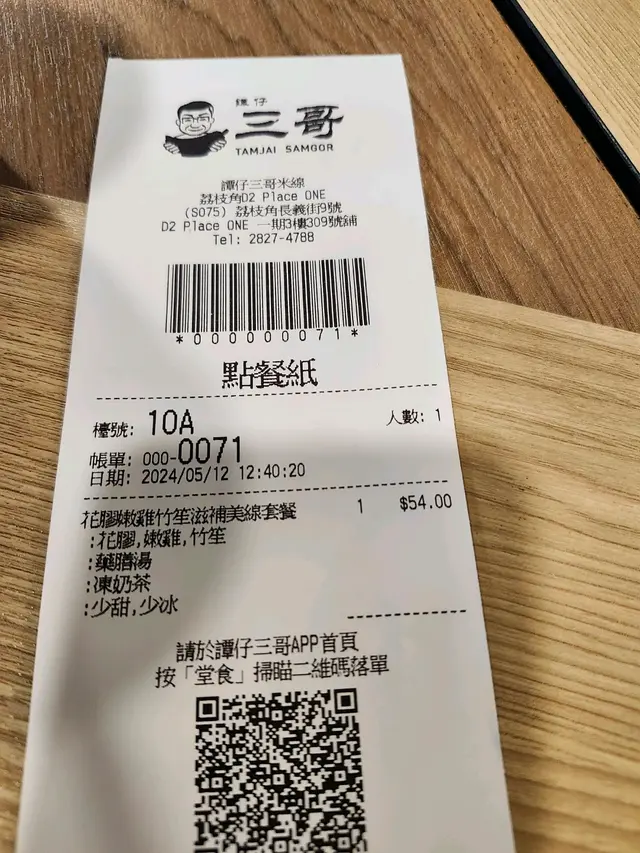 譚仔
三哥
TAMJAI SAMGOR
譚仔三哥米線
荔枝角D2 Place ONE
(S075) 荔枝角長義街9號
D2 Place ONE 一期3樓309號舖
Tel: 2827-4788
*000000071*
點餐紙
檯號: 10A 人數: 1
帳單: 000-0071
日期: 2024/05/12 12:40:20
花膠嫩雞竹笙滋補美線套餐 1 $54.00
:花膠,嫩雞,竹笙
:藥膳湯
:凍奶茶
:少甜,少冰
請於譚仔三哥APP首頁
按「堂食」掃瞄二維碼落單